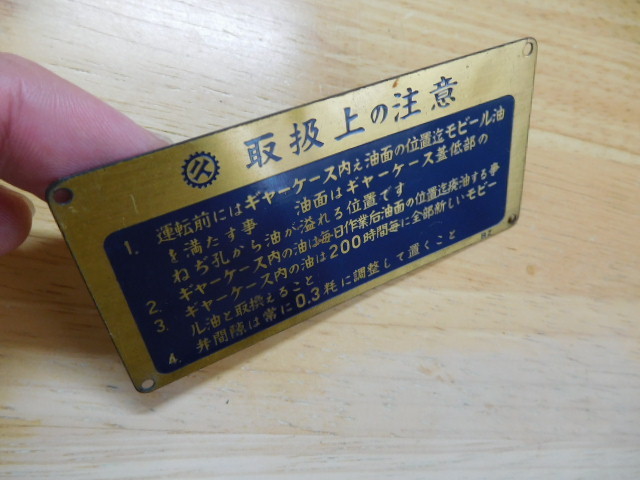 久 取扱上の注意
1. 運転前にはギャーケース内え油面の位置迄モビール油
を満たす事 油面はギャーケース蓋低部の
ねぢ孔から油が溢れる位置です
2. ギャーケース内の油は毎日作業后油面の位置迄疾油する事
3. ギャーケース内の油は200時間毎に全部新しいモビー
ル油と取換えること
4. 弁間隙は常に0.3粍に調整して置くこと